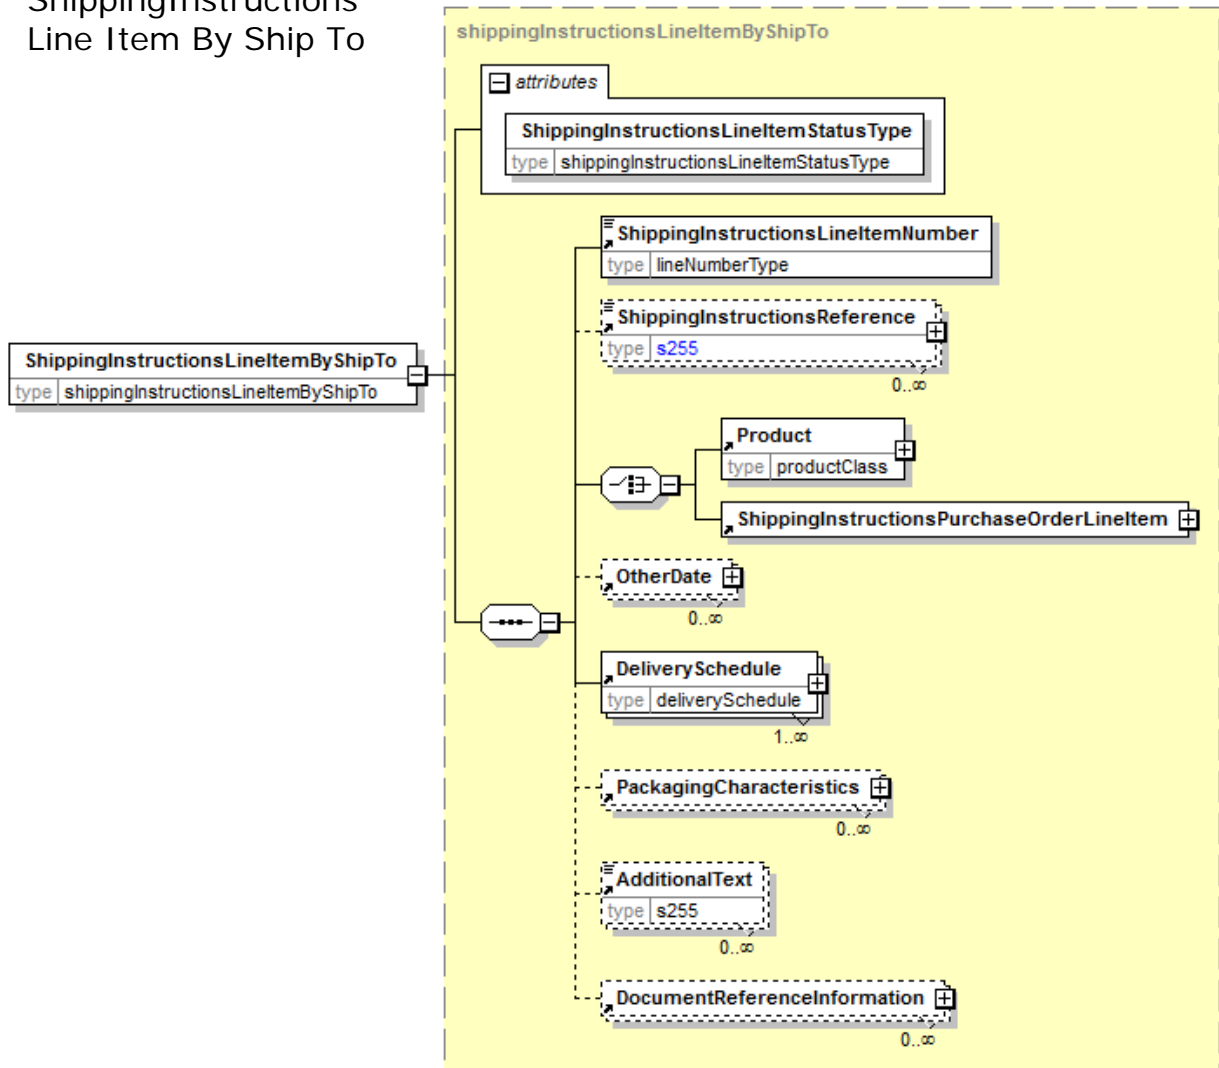 ShippingInstructions
Line Item By Ship To
shippingInstructionsLineItemByShipTo
attributes
ShippingInstructionsLineItemStatusType
type shippingInstructionsLineItemStatusType
ShippingInstructionsLineItemNumber
type lineNumberType
ShippingInstructionsReference
type s255
0..∞
ShippingInstructionsLineItemByShipTo
type shippingInstructionsLineItemByShipTo
Product
type productClass
ShippingInstructionsPurchaseOrderLineItem
OtherDate
0..∞
DeliverySchedule
type deliverySchedule
1..∞
PackagingCharacteristics
0..∞
AdditionalText
type s255
0..∞
DocumentReferenceInformation
0..∞